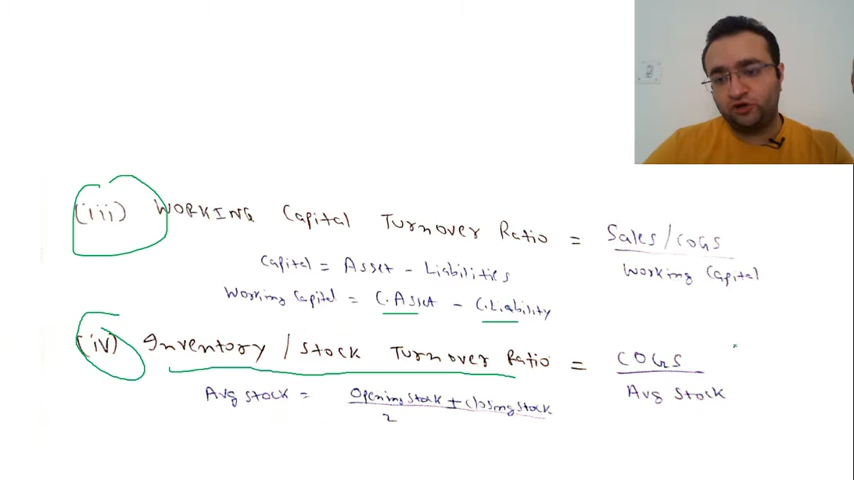 (iii) WORKING Capital Turnover Ratio = Sales/COGS
Working Capital
Capital = Asset - Liabilities
Working Capital = C.Asset - C.Liability
(iv) Inventory / Stock Turnover Ratio = COGS
Avg Stock
Avg Stock = Opening Stock + Closing Stock
2